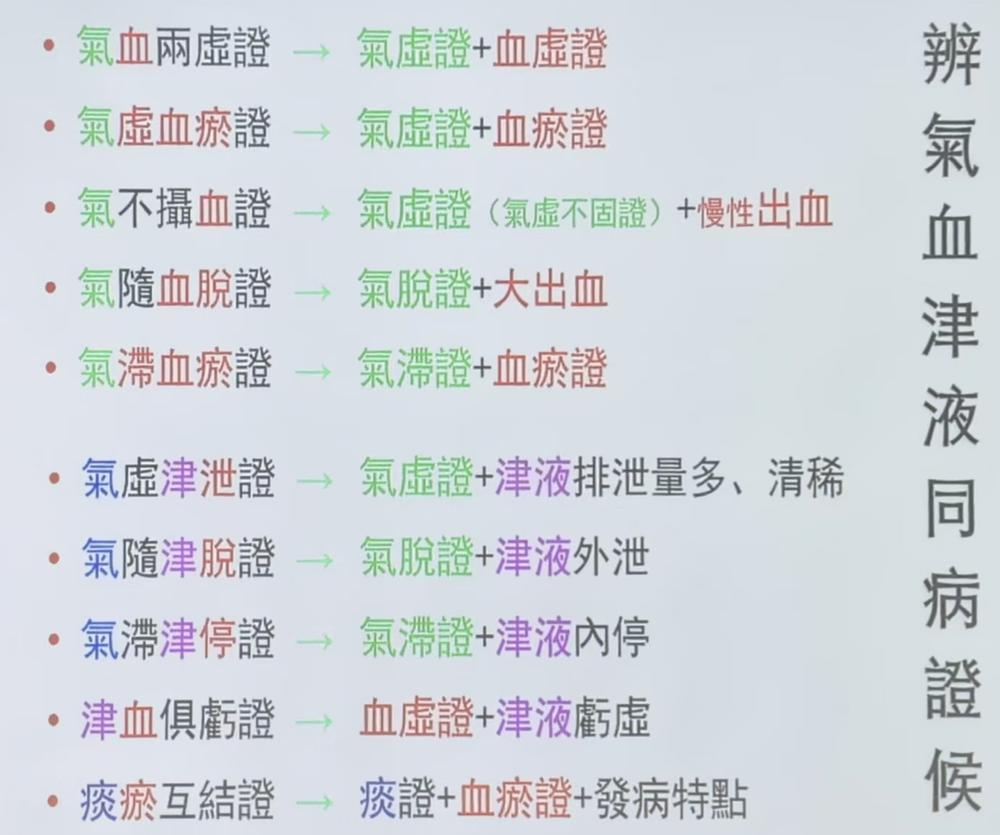 辨氣血津液同病證候
• 氣血兩虛證 → 氣虛證+血虛證
• 氣虛血瘀證 → 氣虛證+血瘀證
• 氣不攝血證 → 氣虛證（氣虛不固證）+慢性出血
• 氣隨血脫證 → 氣脫證+大出血
• 氣滯血瘀證 → 氣滯證+血瘀證
• 氣虛津泄證 → 氣虛證+津液排泄量多、清稀
• 氣隨津脫證 → 氣脫證+津液外泄
• 氣滯津停證 → 氣滯證+津液內停
• 津血俱虧證 → 血虛證+津液虧虛
• 痰瘀互結證 → 痰證+血瘀證+發病特點